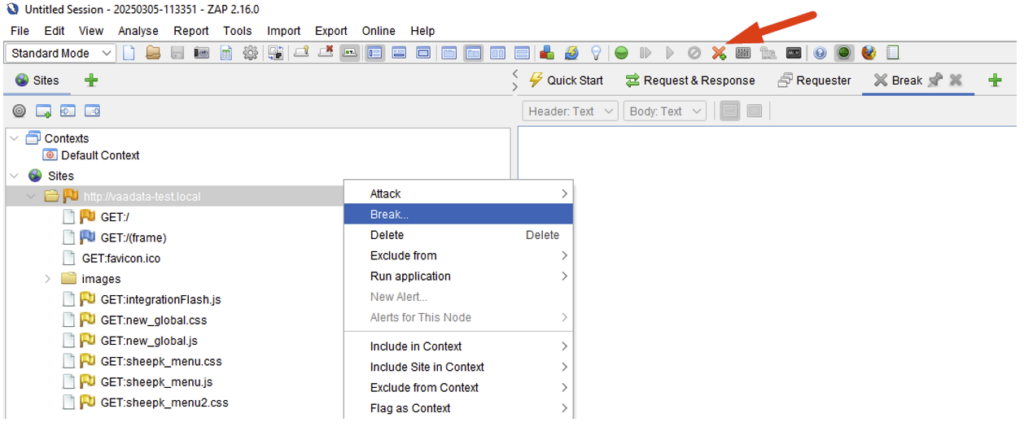 Untitled Session - 20250305-113351 - ZAP 2.16.0
File Edit View Analyse Report Tools Import Export Online Help
Standard Mode
Sites
Quick Start Request & Response Requester Break
Header: Text Body: Text
Contexts
Default Context
Sites
http://vaadata-test.local
GET:/
GET:/(frame)
GET:favicon.ico
images
GET:integrationFlash.js
GET:new_global.css
GET:new_global.js
GET:sheepk_menu.css
GET:sheepk_menu.js
GET:sheepk_menu2.css
Attack
Break...
Delete Delete
Exclude from
Run application
New Alert...
Alerts for This Node
Include in Context
Include Site in Context
Exclude from Context
Flag as Context